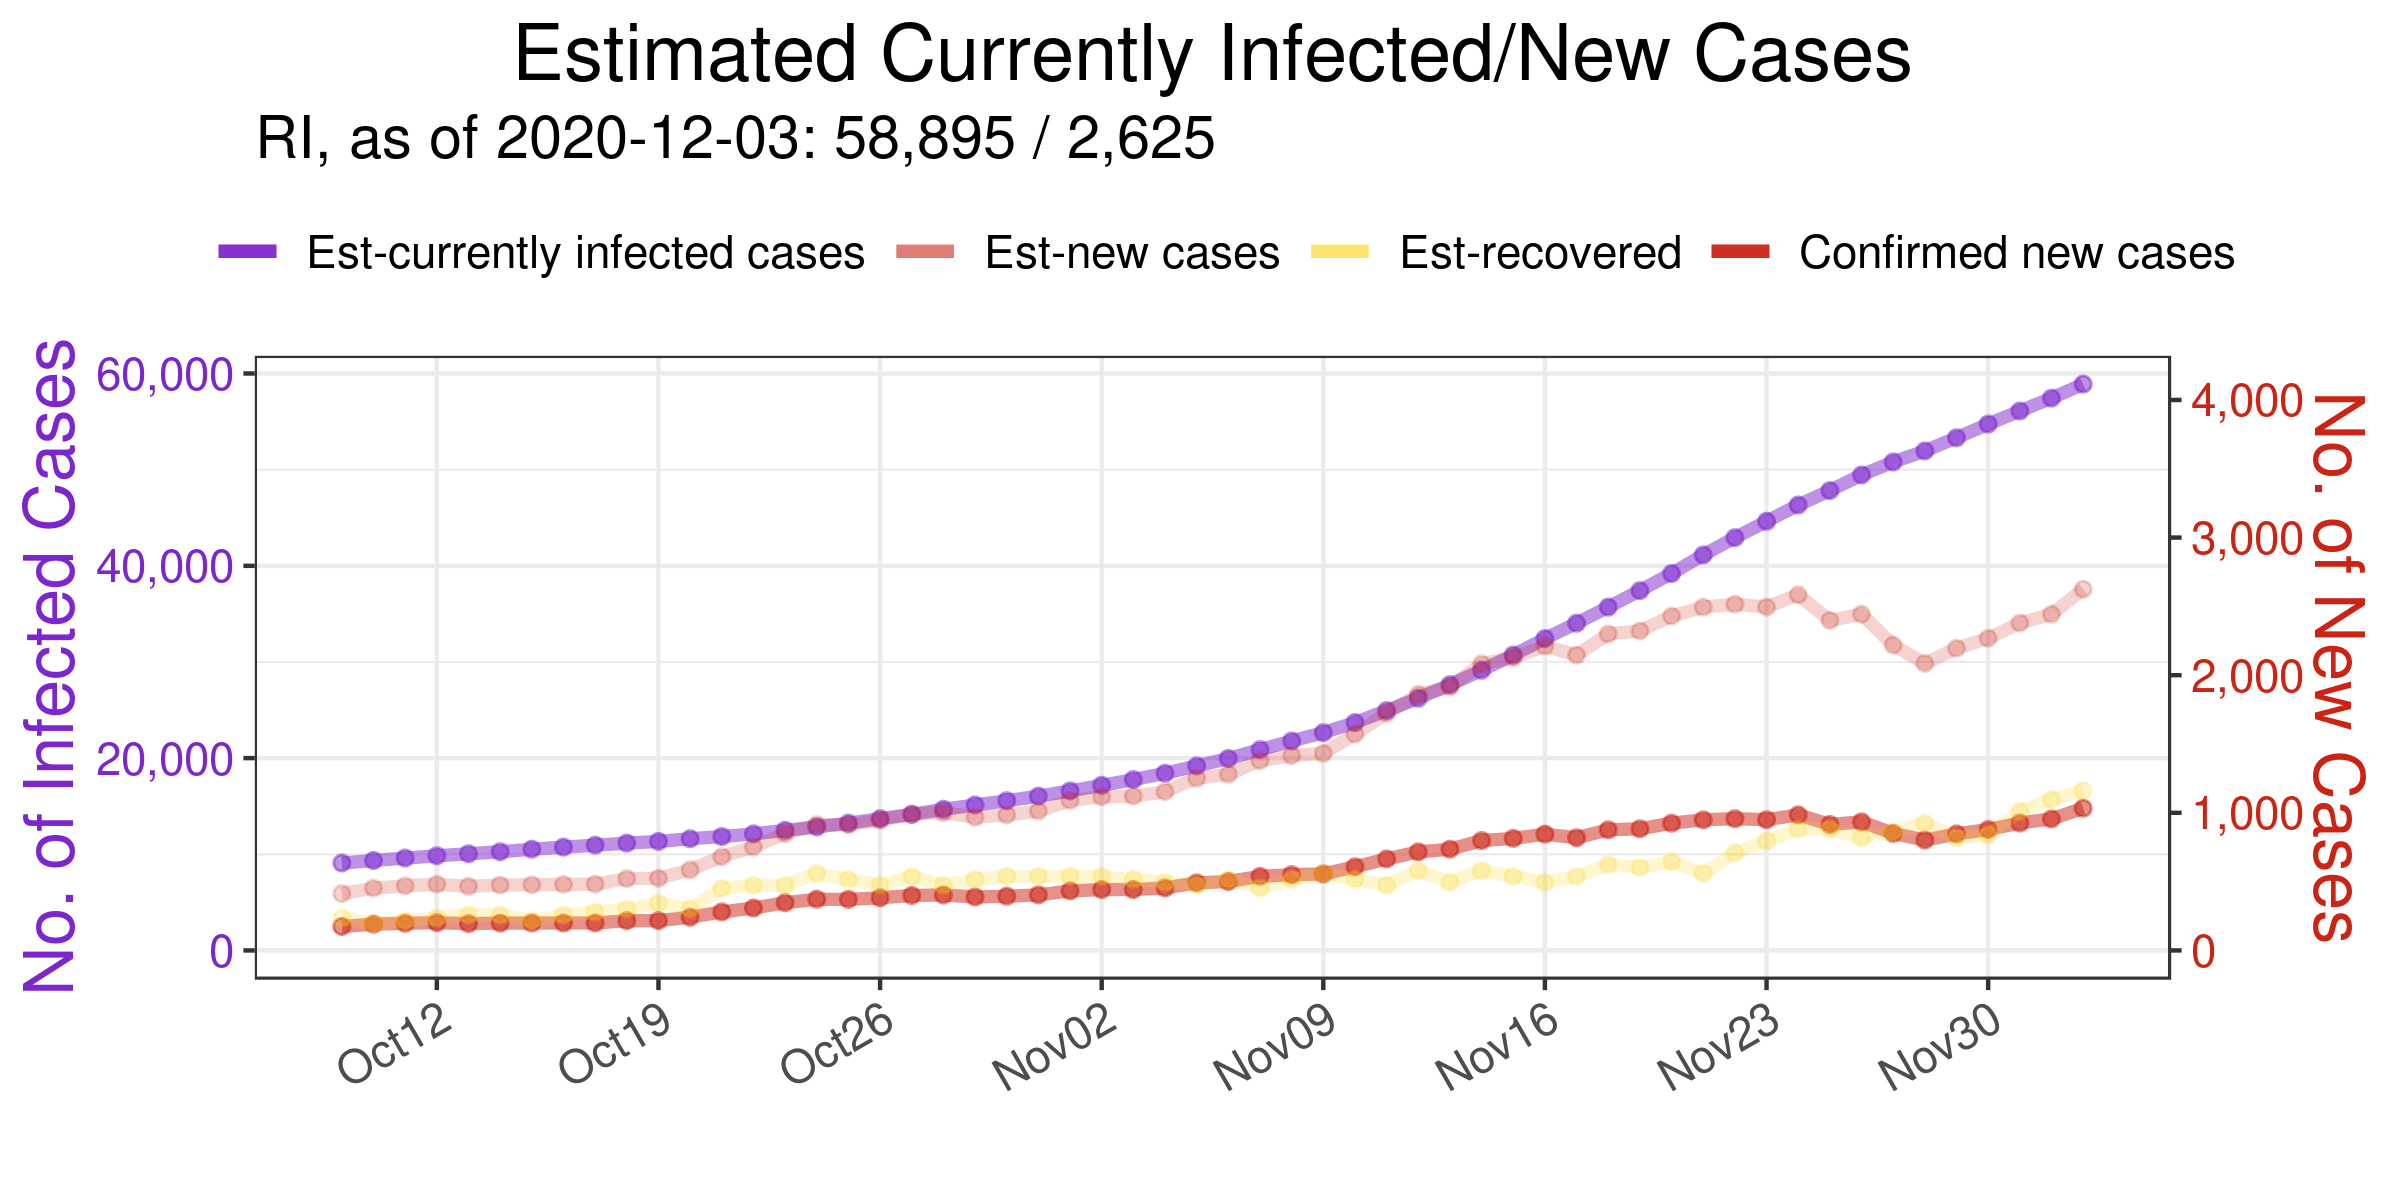 Estimated Currently Infected/New Cases
RI, as of 2020-12-03: 58,895 / 2,625
Est-currently infected cases Est-new cases Est-recovered Confirmed new cases
No. of Infected Cases
60,000
40,000
20,000
0
4,000
3,000
2,000
1,000
0
No. of New Cases
Oct12 Oct19 Oct26 Nov02 Nov09 Nov16 Nov23 Nov30